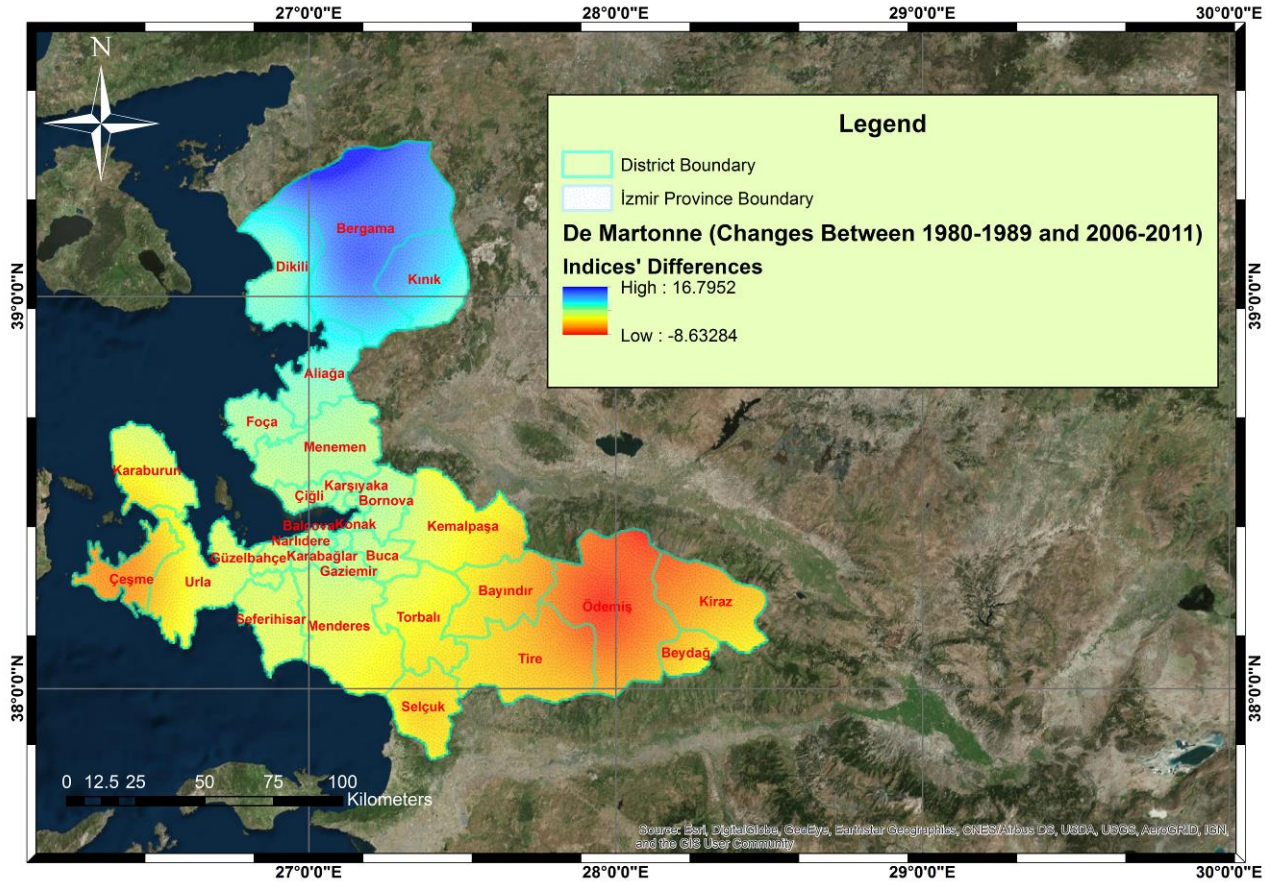 27°0'0"E 28°0'0"E 29°0'0"E 30°0'0"E
N
Legend
District Boundary
İzmir Province Boundary
De Martonne (Changes Between 1980-1989 and 2006-2011)
Indices' Differences
High : 16.7952
Low : -8.63284
39°0'0"N 39°0'0"N
38°0'0"N 38°0'0"N
Bergama
Dikili
Kınık
Aliağa
Foça
Menemen
Karaburun
Karşıyaka
Çiğli
Bornova
Balçova Konak
Kemalpaşa
Narlıdere
Güzelbahçe Karabağlar Buca
Gaziemir
Çeşme Urla
Bayındır
Kiraz
Ödemiş
Seferihisar
Menderes
Torbalı
Tire
Beydağ
Selçuk
0 12.5 25 50 75 100
Kilometers
Source: Esri, DigitalGlobe, GeoEye, Earthstar Geographics, CNES/Airbus DS, USDA, USGS, AeroGRID, IGN,
and the GIS User Community
27°0'0"E 28°0'0"E 29°0'0"E 30°0'0"E